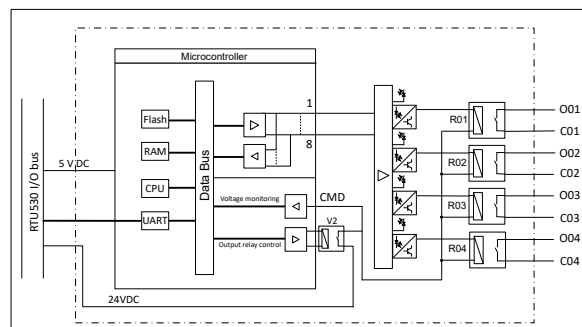 Microcontroller
Flash
RAM
CPU
UART
Data Bus
RTU530 I/O bus
5 V DC
24VDC
1
8
Voltage monitoring
CMD
Output relay control
V2
R01
R02
R03
R04
O01
C01
O02
C02
O03
C03
O04
C04